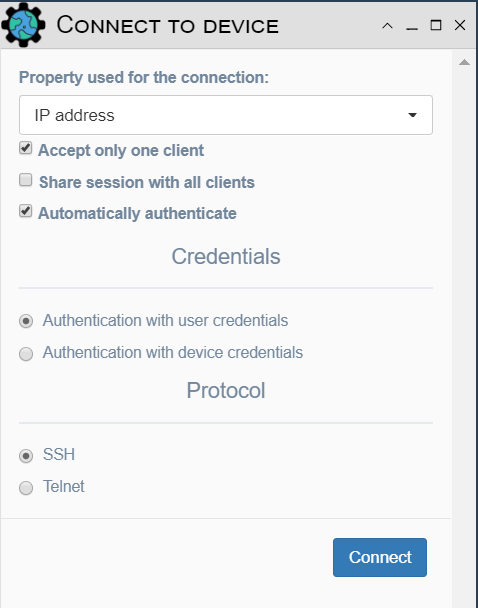 Connect to device
Property used for the connection:
IP address
Accept only one client
Share session with all clients
Automatically authenticate
Credentials
Authentication with user credentials
Authentication with device credentials
Protocol
SSH
Telnet
Connect